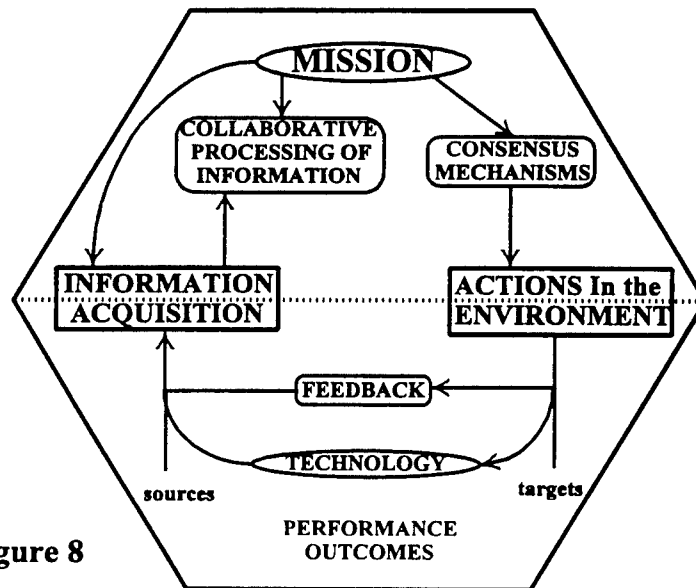 MISSION
COLLABORATIVE
PROCESSING OF
INFORMATION
CONSENSUS
MECHANISMS
INFORMATION
ACQUISITION
ACTIONS In the
ENVIRONMENT
FEEDBACK
TECHNOLOGY
sources
targets
PERFORMANCE
OUTCOMES
gure 8